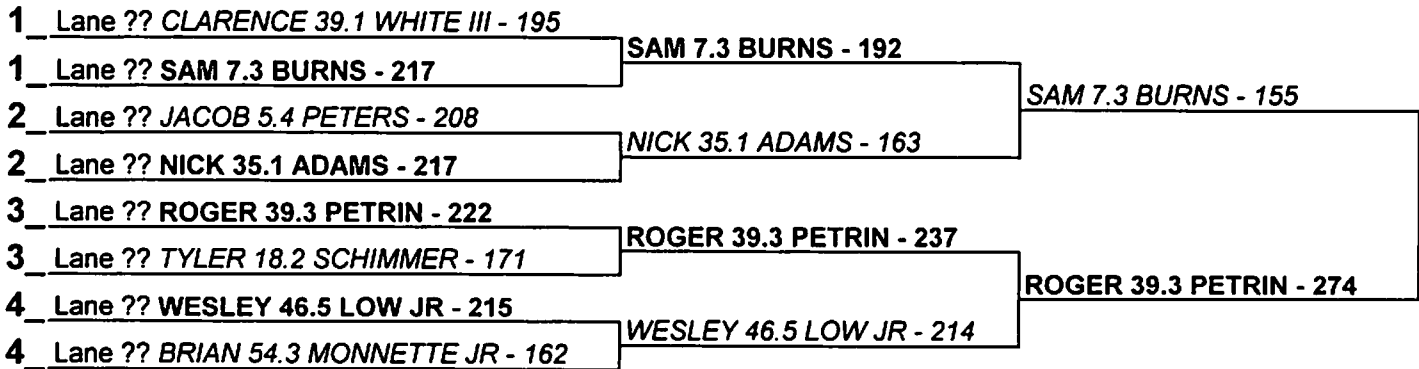 1_ Lane ?? CLARENCE 39.1 WHITE III - 195
1_ Lane ?? SAM 7.3 BURNS - 217
2_ Lane ?? JACOB 5.4 PETERS - 208
2_ Lane ?? NICK 35.1 ADAMS - 217
3_ Lane ?? ROGER 39.3 PETRIN - 222
3_ Lane ?? TYLER 18.2 SCHIMMER - 171
4_ Lane ?? WESLEY 46.5 LOW JR - 215
4_ Lane ?? BRIAN 54.3 MONNETTE JR - 162
SAM 7.3 BURNS - 192
NICK 35.1 ADAMS - 163
ROGER 39.3 PETRIN - 237
WESLEY 46.5 LOW JR - 214
SAM 7.3 BURNS - 155
ROGER 39.3 PETRIN - 274